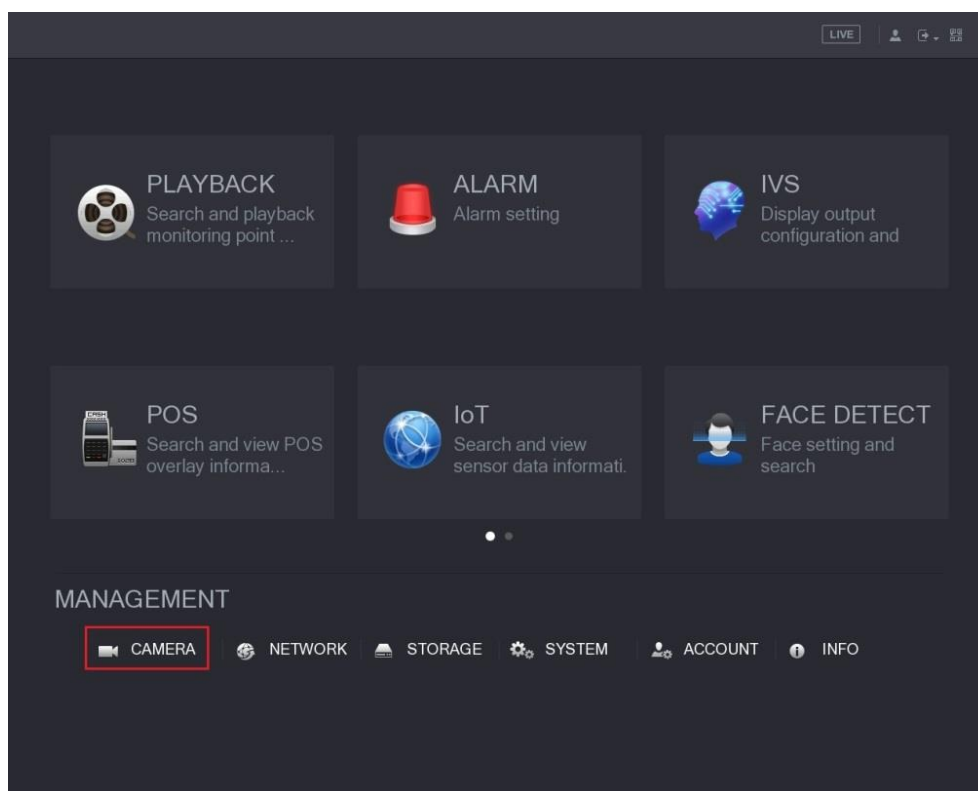 LIVE
PLAYBACK
Search and playback
monitoring point ...
ALARM
Alarm setting
IVS
Display output
configuration and
POS
Search and view POS
overlay informa...
IoT
Search and view
sensor data informati.
FACE DETECT
Face setting and
search
MANAGEMENT
CAMERA NETWORK STORAGE SYSTEM ACCOUNT INFO